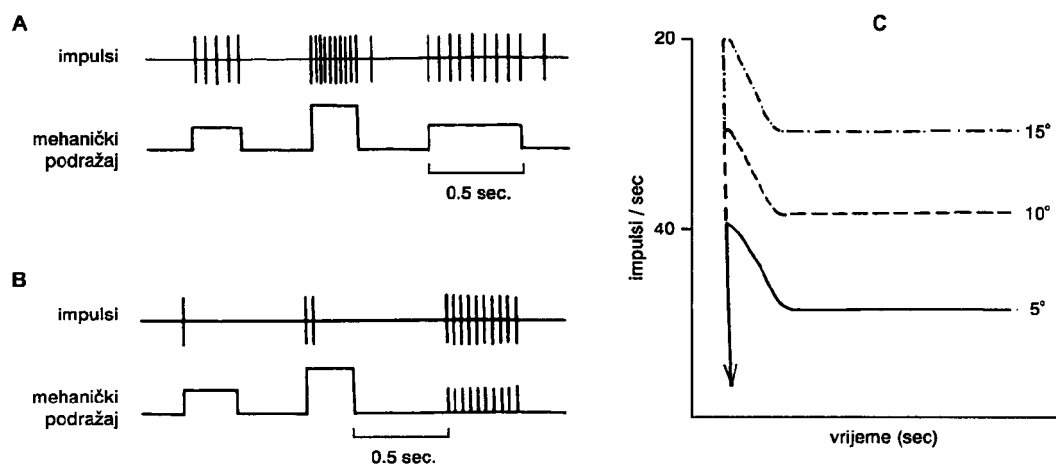 A
impulsi
mehanički
podražaj
0.5 sec.
B
impulsi
mehanički
podražaj
0.5 sec.
C
20
40
impulsi / sec
15°
10°
5°
vrijeme (sec)